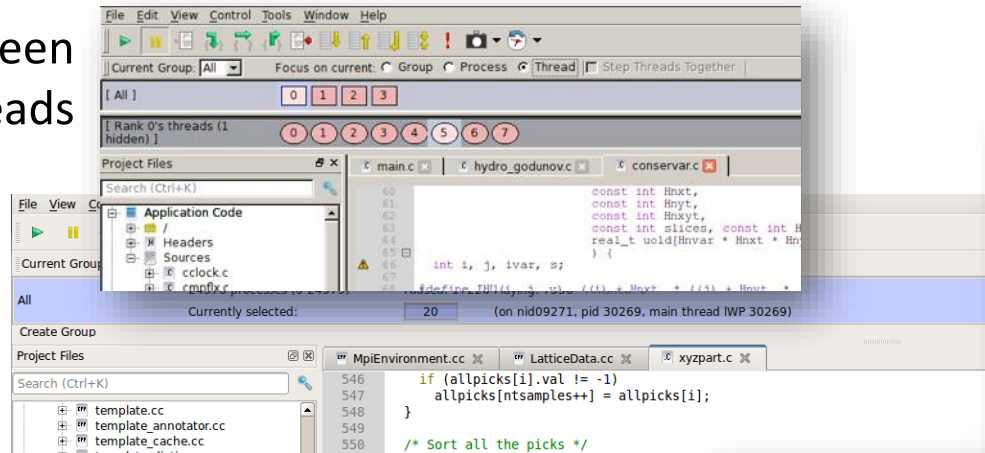 een
eads
File Edit View Control Tools Window Help
Current Group: All Focus on current: Group Process Thread Step Threads Together
[ All ] 0 1 2 3
[ Rank 0's threads (1
hidden) ] 0 1 2 3 4 5 6 7
Project Files
main.c hydro_godunov.c conservar.c
Search (Ctrl+K)
Application Code
/
Headers
Sources
cclock.c
cmpflx.c
60 const int Hnxt,
61 const int Hnyt,
62 const int Hnxyt,
63 const int slices, const int H
64 real_t uold[Hnvar * Hnxt * Hny
65 ) {
66 int i, j, ivar, s;
67
File View
Current Group
All
Currently selected: 20 (on nid09271, pid 30269, main thread lWP 30269)
Create Group
Project Files
MpiEnvironment.cc LatticeData.cc xyzpart.c
Search (Ctrl+K)
template.cc
template_annotator.cc
template_cache.cc
546 if (allpicks[i].val != -1)
547 allpicks[ntsamples++] = allpicks[i];
548 }
549
550 /* Sort all the picks */